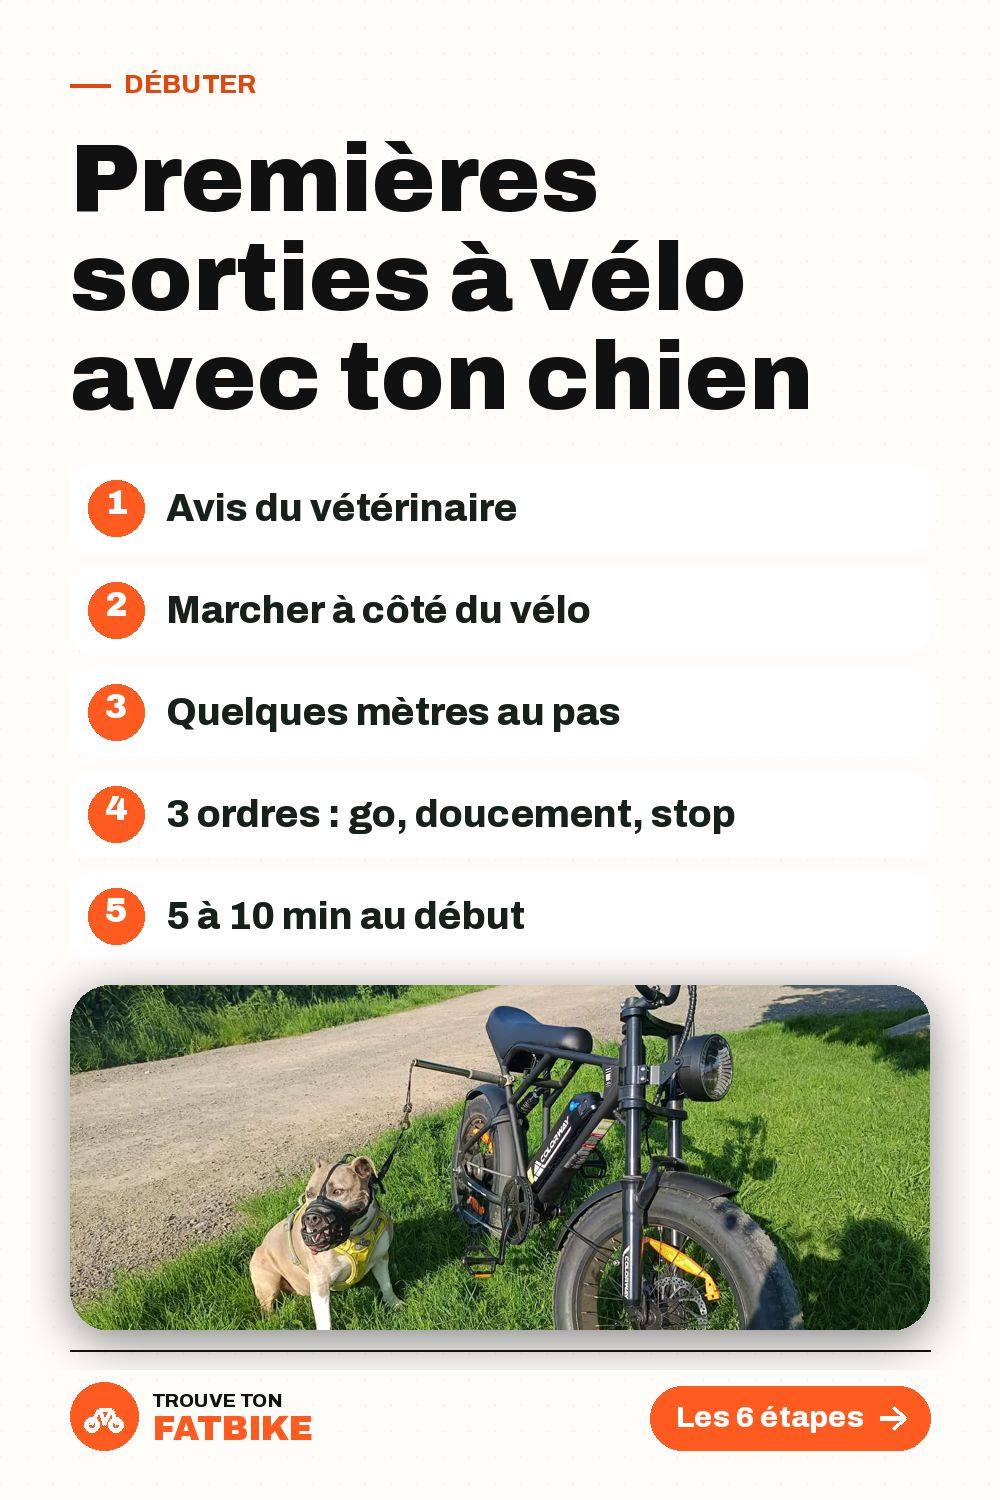 DÉBUTER
Premières
sorties à vélo
avec ton chien
1 Avis du vétérinaire
2 Marcher à côté du vélo
3 Quelques mètres au pas
4 3 ordres : go, doucement, stop
5 5 à 10 min au début
COLORWAY
COLORWAY
TROUVE TON
FATBIKE
Les 6 étapes →